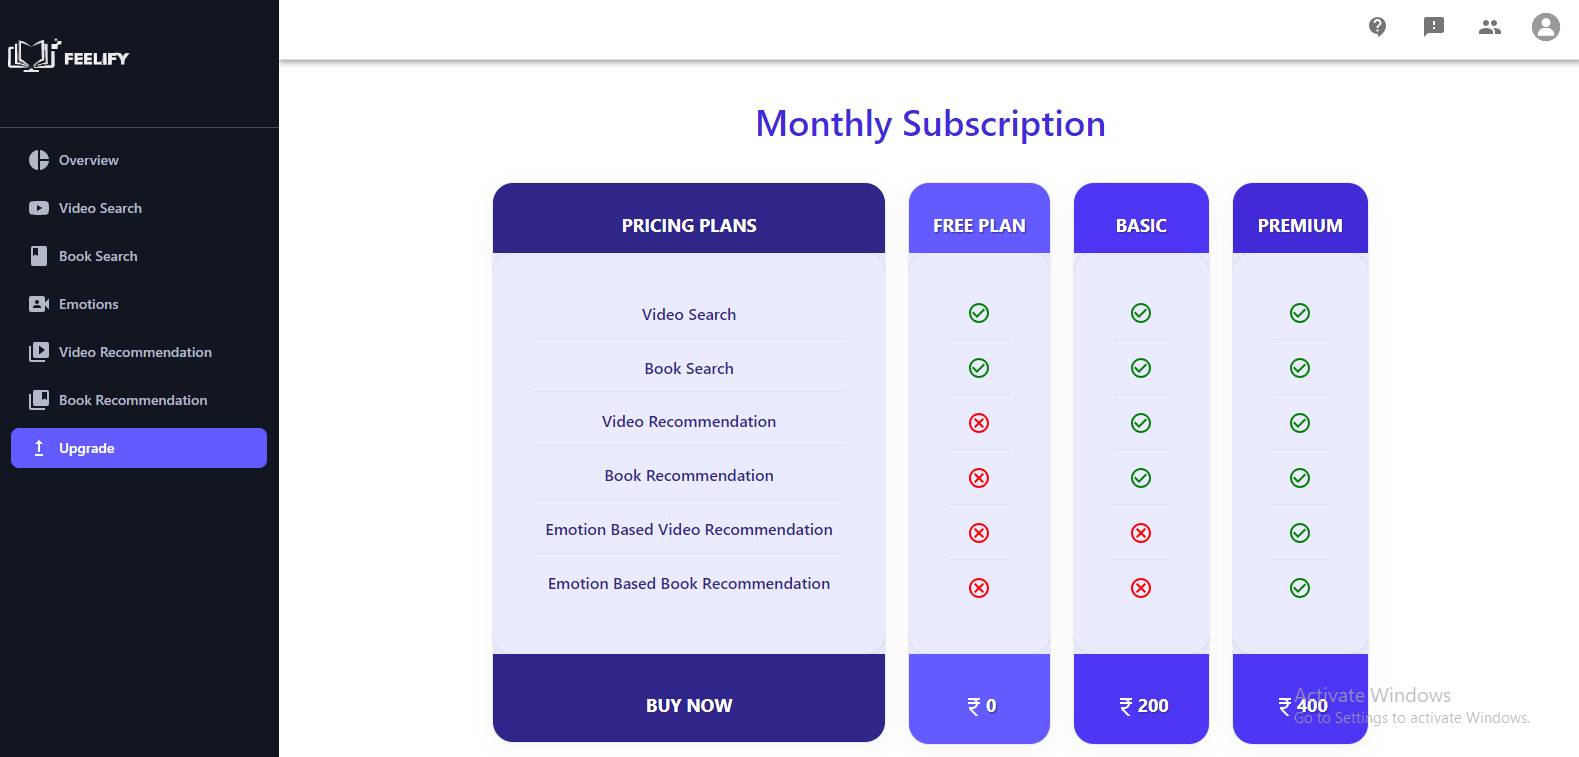 FEELIFY
Overview
Video Search
Book Search
Emotions
Video Recommendation
Book Recommendation
Upgrade
Monthly Subscription
PRICING PLANS
FREE PLAN
BASIC
PREMIUM
Video Search
Book Search
Video Recommendation
Book Recommendation
Emotion Based Video Recommendation
Emotion Based Book Recommendation
BUY NOW
₹ 0
₹ 200
₹ 400
Activate Windows
Go to Settings to activate Windows.